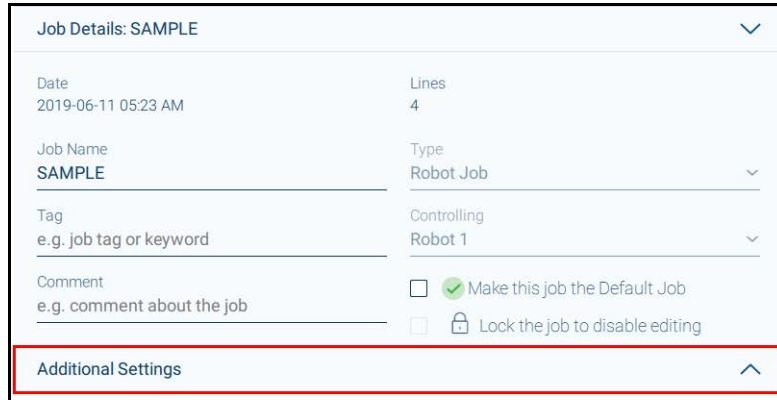 Job Details: SAMPLE
Date
2019-06-11 05:23 AM
Lines
4
Job Name
SAMPLE
Type
Robot Job
Tag
e.g. job tag or keyword
Controlling
Robot 1
Comment
e.g. comment about the job
Make this job the Default Job
Lock the job to disable editing
Additional Settings